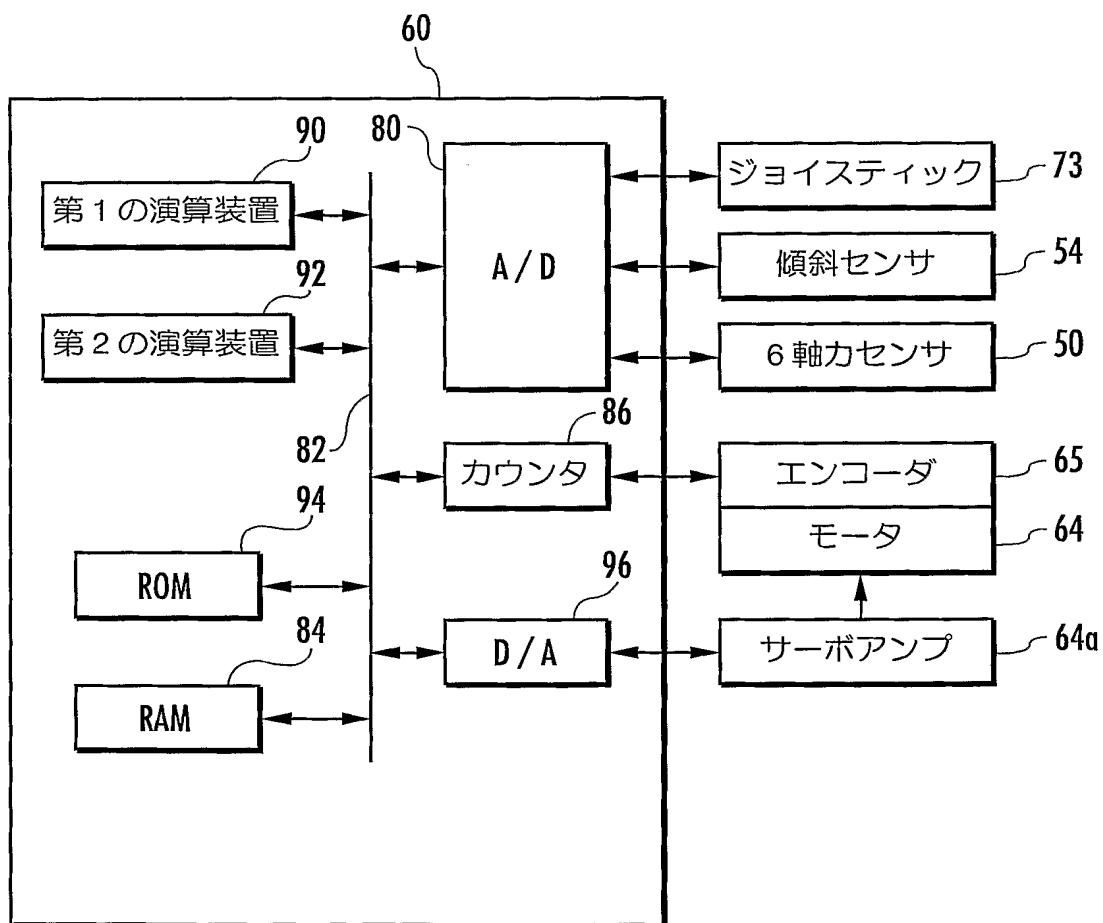 60
90
80
第1の演算装置
ジョイスティック
73
92
A/D
傾斜センサ
54
第2の演算装置
6軸力センサ
50
82
86
カウンタ
エンコーダ
65
94
モータ
64
ROM
96
84
D/A
サーボアンプ
64a
RAM